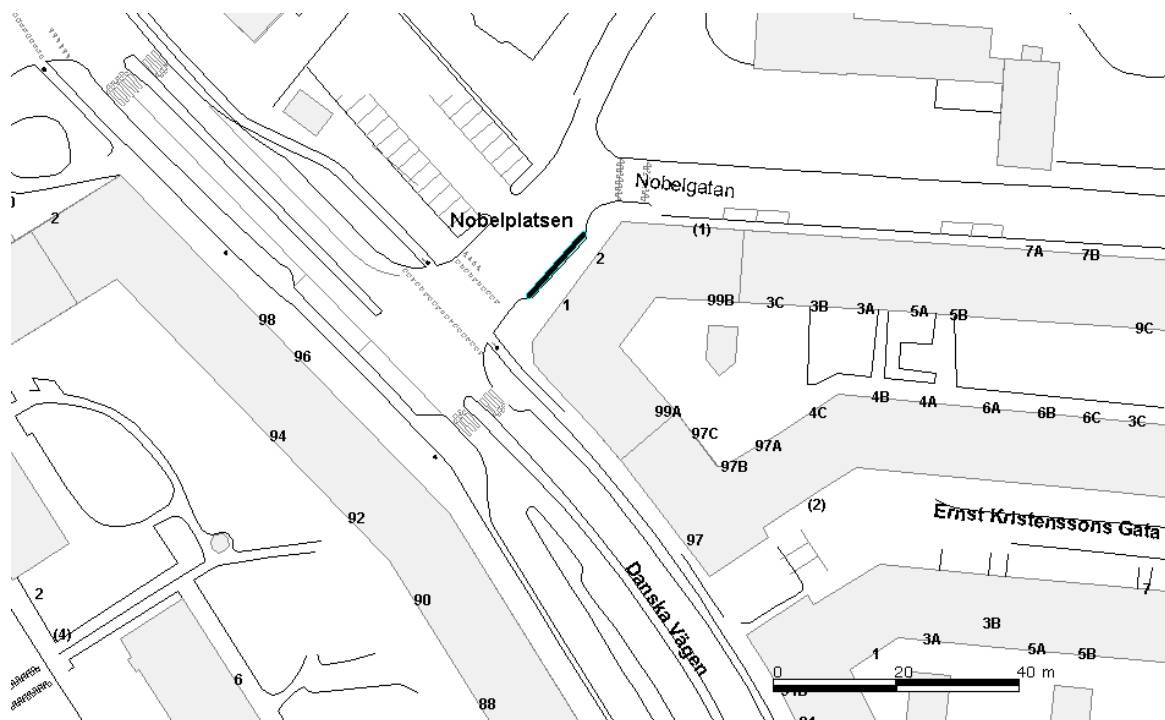 Nobelgatan
Nobelplatsen
2
2
(1)
7A
7B
4
1
99B
3C
3B
3A
5A
5B
9C
98
96
99A
97C
97B
97A
4C
4B
4A
6A
6B
6C
3C
94
4
92
97
(2)
Ernst Kristenssons Gata
2
(4)
90
Danska Vägen
7
3B
3A
5A
5B
1
6
88
0
20
40 m